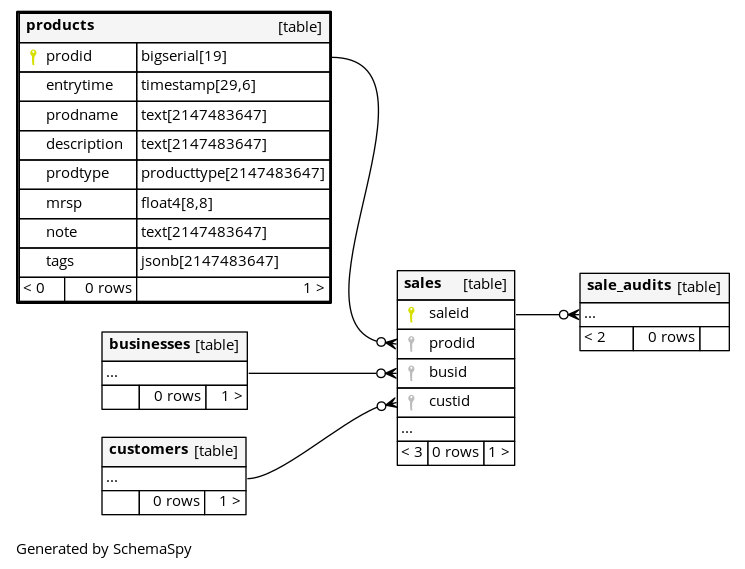 products [table]
prodid bigserial[19]
entrytime timestamp[29,6]
prodname text[2147483647]
description text[2147483647]
prodtype producttype[2147483647]
mrsp float4[8,8]
note text[2147483647]
tags jsonb[2147483647]
< 0 0 rows 1 >
businesses [table]
...
0 rows 1 >
customers [table]
...
0 rows 1 >
sales [table]
saleid
prodid
busid
custid
...
< 3 0 rows 1 >
sale_audits [table]
...
< 2 0 rows
Generated by SchemaSpy